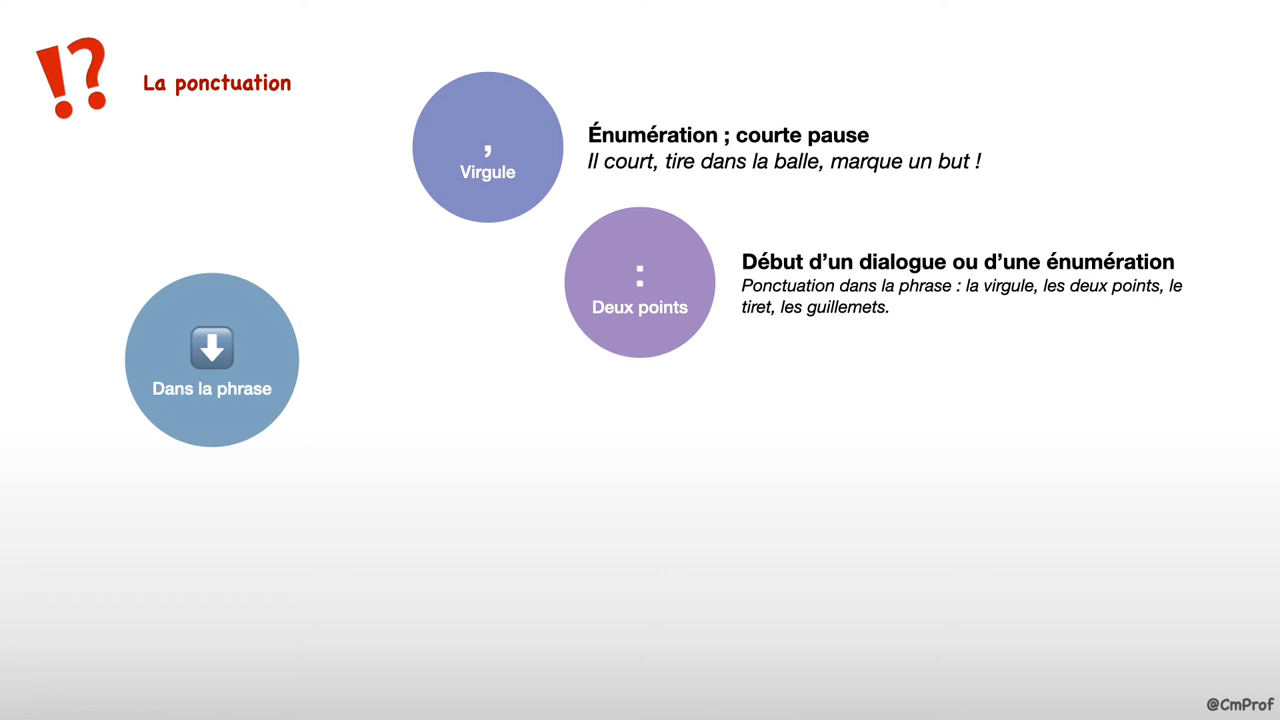 !?
La ponctuation
,
Virgule
Énumération ; courte pause
Il court, tire dans la balle, marque un but !
:
Deux points
Début d’un dialogue ou d’une énumération
Ponctuation dans la phrase : la virgule, les deux points, le
tiret, les guillemets.
Dans la phrase
@CmProf